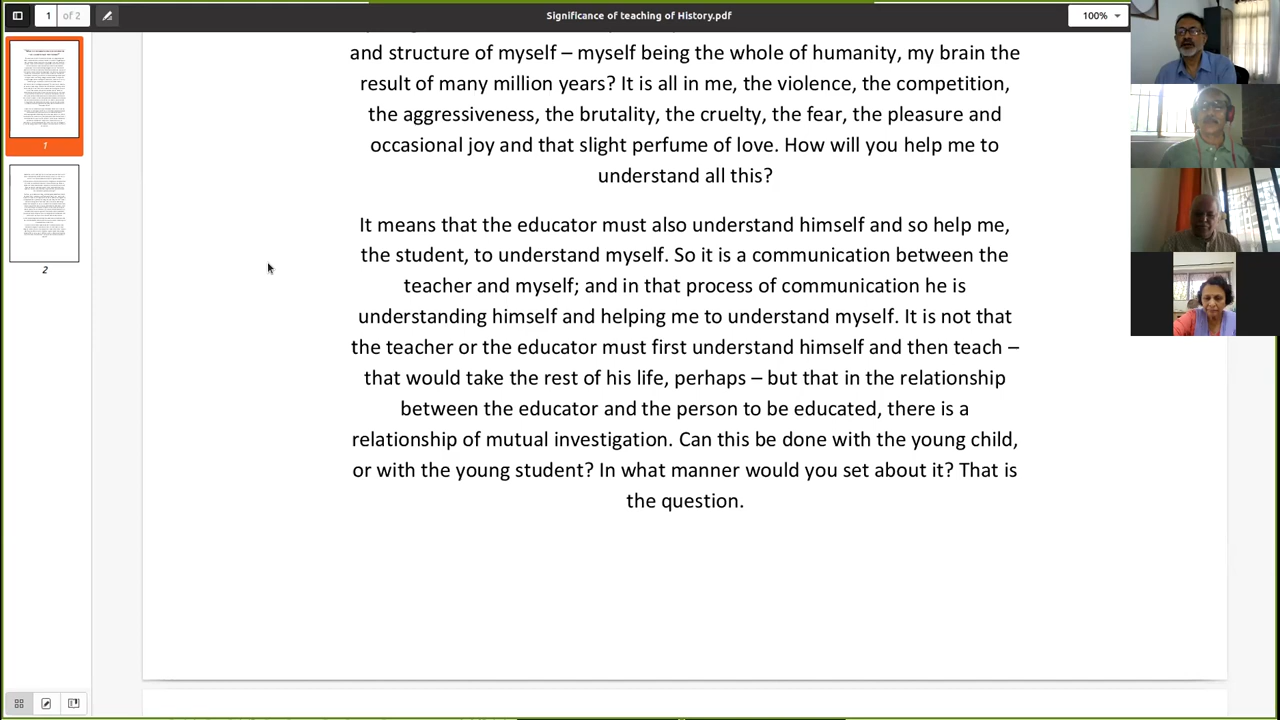 1 of 2
Significance of teaching of History.pdf
100%
and structure of myself – myself being the whole of humanity, my brain the
result of many million years? It is all in me, the violence, the competition,
the aggressiveness, the brutality, the cruelty, the fear, the pleasure and
occasional joy and that slight perfume of love. How will you help me to
understand all this?
It means that the educator must also understand himself and so help me,
the student, to understand myself. So it is a communication between the
teacher and myself; and in that process of communication he is
understanding himself and helping me to understand myself. It is not that
the teacher or the educator must first understand himself and then teach –
that would take the rest of his life, perhaps – but that in the relationship
between the educator and the person to be educated, there is a
relationship of mutual investigation. Can this be done with the young child,
or with the young student? In what manner would you set about it? That is
the question.
1
2